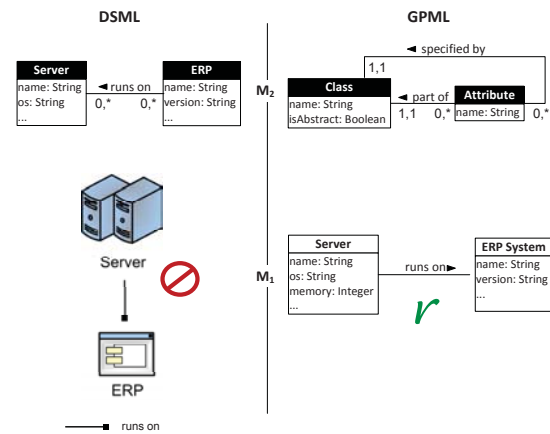 DSML
GPML
◄ specified by
Server
name: String
os: String
...
◄ runs on
0,*
0,*
ERP
name: String
version: String
...
M2
1,1
Class
name: String
isAbstract: Boolean
◄ part of
1,1
0,*
Attribute
name: String
0,*
Server
ERP
runs on
M1
Server
name: String
os: String
memory: Integer
...
runs on ►
r
ERP System
name: String
version: String
...